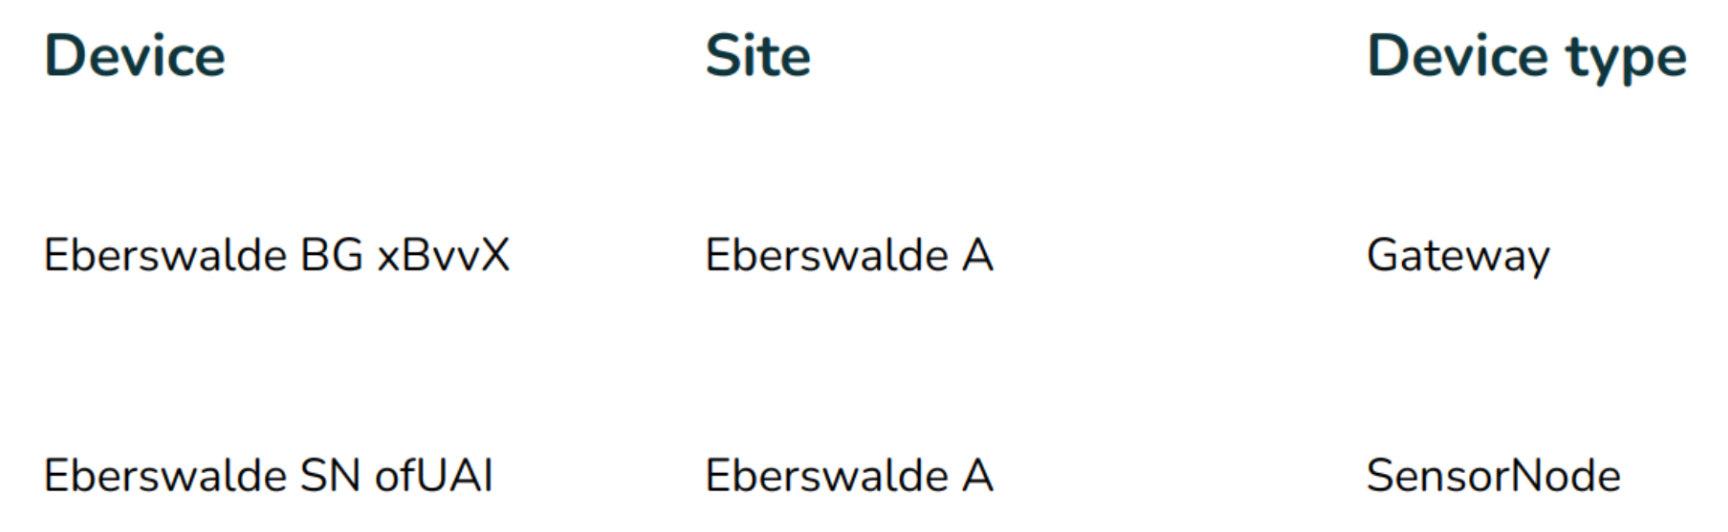 Device Site Device type
Eberswalde BG xBvvX Eberswalde A Gateway
Eberswalde SN ofUAI Eberswalde A SensorNode